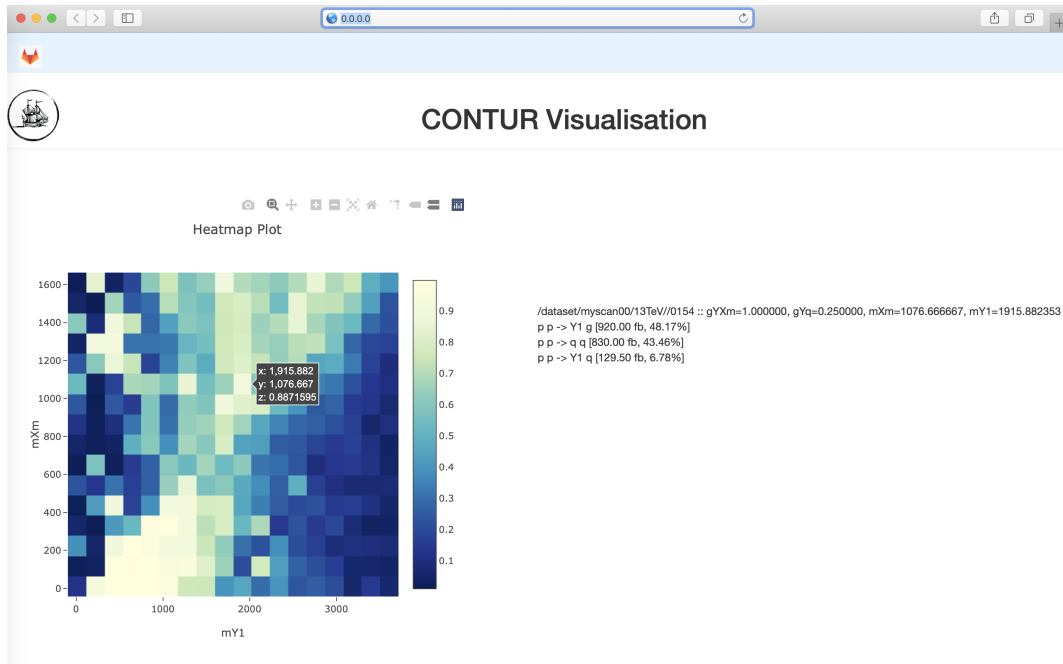 0.0.0.0
CONTUR Visualisation
Heatmap Plot
1600
1400
1200
1000
800
600
400
200
0
mXm
0
1000
2000
3000
mY1
x: 1,915.882
y: 1,076.667
z: 0.8871595
0.9
0.8
0.7
0.6
0.5
0.4
0.3
0.2
0.1
/dataset/myscan00/13TeV//0154 :: gYXm=1.000000, gYq=0.250000, mXm=1076.666667, mY1=1915.882353
p p -> Y1 g [920.00 fb, 48.17%]
p p -> q q [830.00 fb, 43.46%]
p p -> Y1 q [129.50 fb, 6.78%]